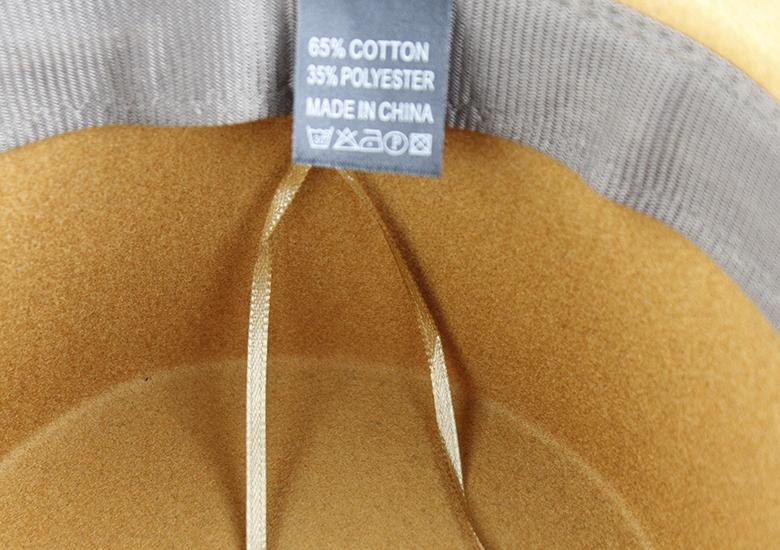 65% COTTON
35% POLYESTER
MADE IN CHINA